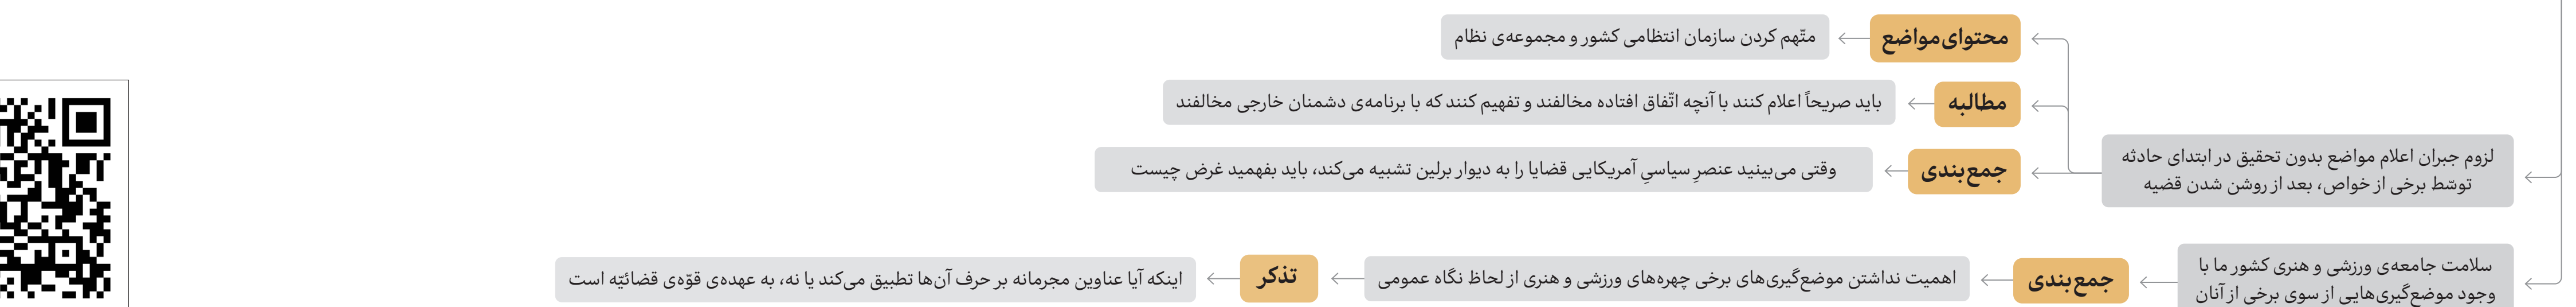 لزوم جبران اعلام مواضع بدون تحقیق در ابتدای حادثه
توسّط برخی از خواص، بعد از روشن شدن قضیه
محتوای مواضع
متّهم کردن سازمان انتظامی کشور و مجموعه‌ی نظام
مطالبه
باید صریحاً اعلام کنند با آنچه اتّفاق افتاده مخالفند و تفهیم کنند که با برنامه‌ی دشمنان خارجی مخالفند
جمع‌بندی
وقتی می‌بینید عنصرِ سیاسیِ آمریکایی قضایا را به دیوار برلین تشبیه می‌کند، باید بفهمید غرض چیست
سلامت جامعه‌ی ورزشی و هنری کشور ما با
وجود موضع‌گیری‌هایی از سوی برخی از آنان
جمع‌بندی
اهمیت نداشتن موضع‌گیری‌های برخی چهره‌های ورزشی و هنری از لحاظ نگاه عمومی
تذکر
اینکه آیا عناوین مجرمانه بر حرف آن‌ها تطبیق می‌کند یا نه، به عهده‌ی قوّه‌ی قضائیّه است